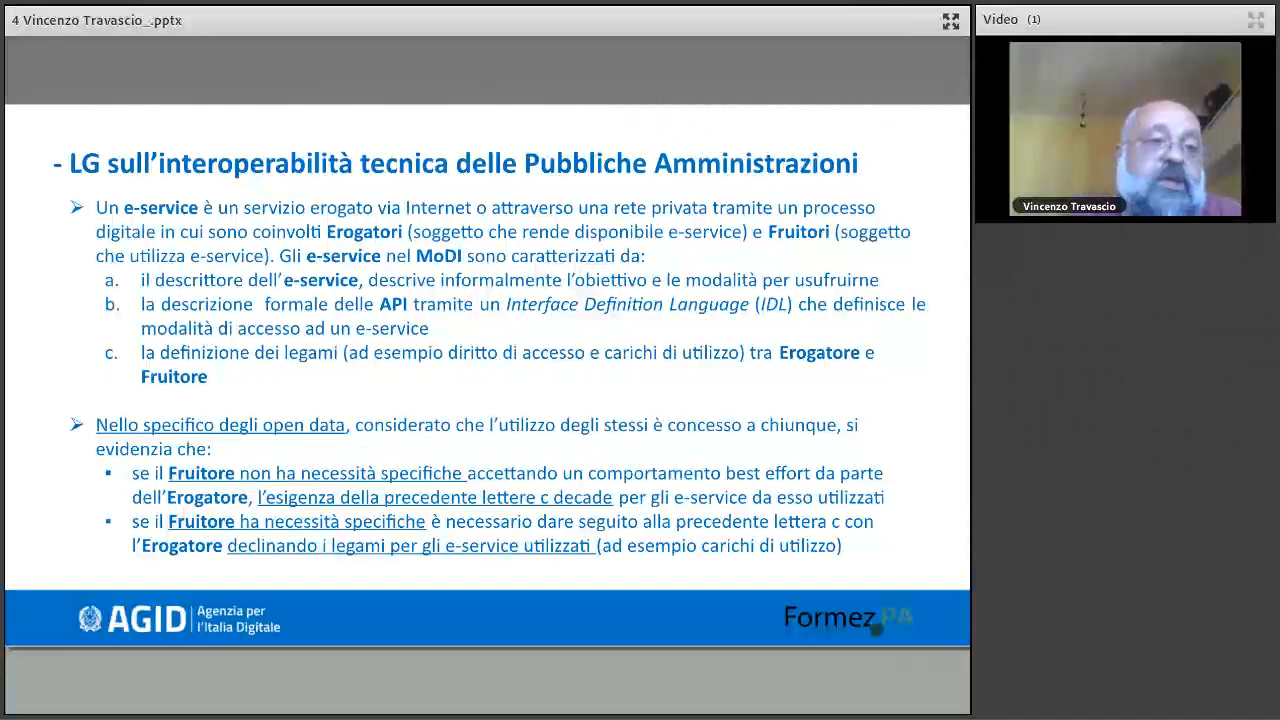 4 Vincenzo Travascio_.pptx
Video (1)
Vincenzo Travascio
- LG sull’interoperabilità tecnica delle Pubbliche Amministrazioni
➢ Un e-service è un servizio erogato via Internet o attraverso una rete privata tramite un processo
digitale in cui sono coinvolti Erogatori (soggetto che rende disponibile e-service) e Fruitori (soggetto
che utilizza e-service). Gli e-service nel MoDI sono caratterizzati da:
a. il descrittore dell’e-service, descrive informalmente l’obiettivo e le modalità per usufruirne
b. la descrizione formale delle API tramite un Interface Definition Language (IDL) che definisce le
modalità di accesso ad un e-service
c. la definizione dei legami (ad esempio diritto di accesso e carichi di utilizzo) tra Erogatore e
Fruitore
➢ Nello specifico degli open data, considerato che l’utilizzo degli stessi è concesso a chiunque, si
evidenzia che:
▪ se il Fruitore non ha necessità specifiche accettando un comportamento best effort da parte
dell’Erogatore, l’esigenza della precedente lettere c decade per gli e-service da esso utilizzati
▪ se il Fruitore ha necessità specifiche è necessario dare seguito alla precedente lettera c con
l’Erogatore declinando i legami per gli e-service utilizzati (ad esempio carichi di utilizzo)
AGID
Agenzia per
l’Italia Digitale
Formez PA